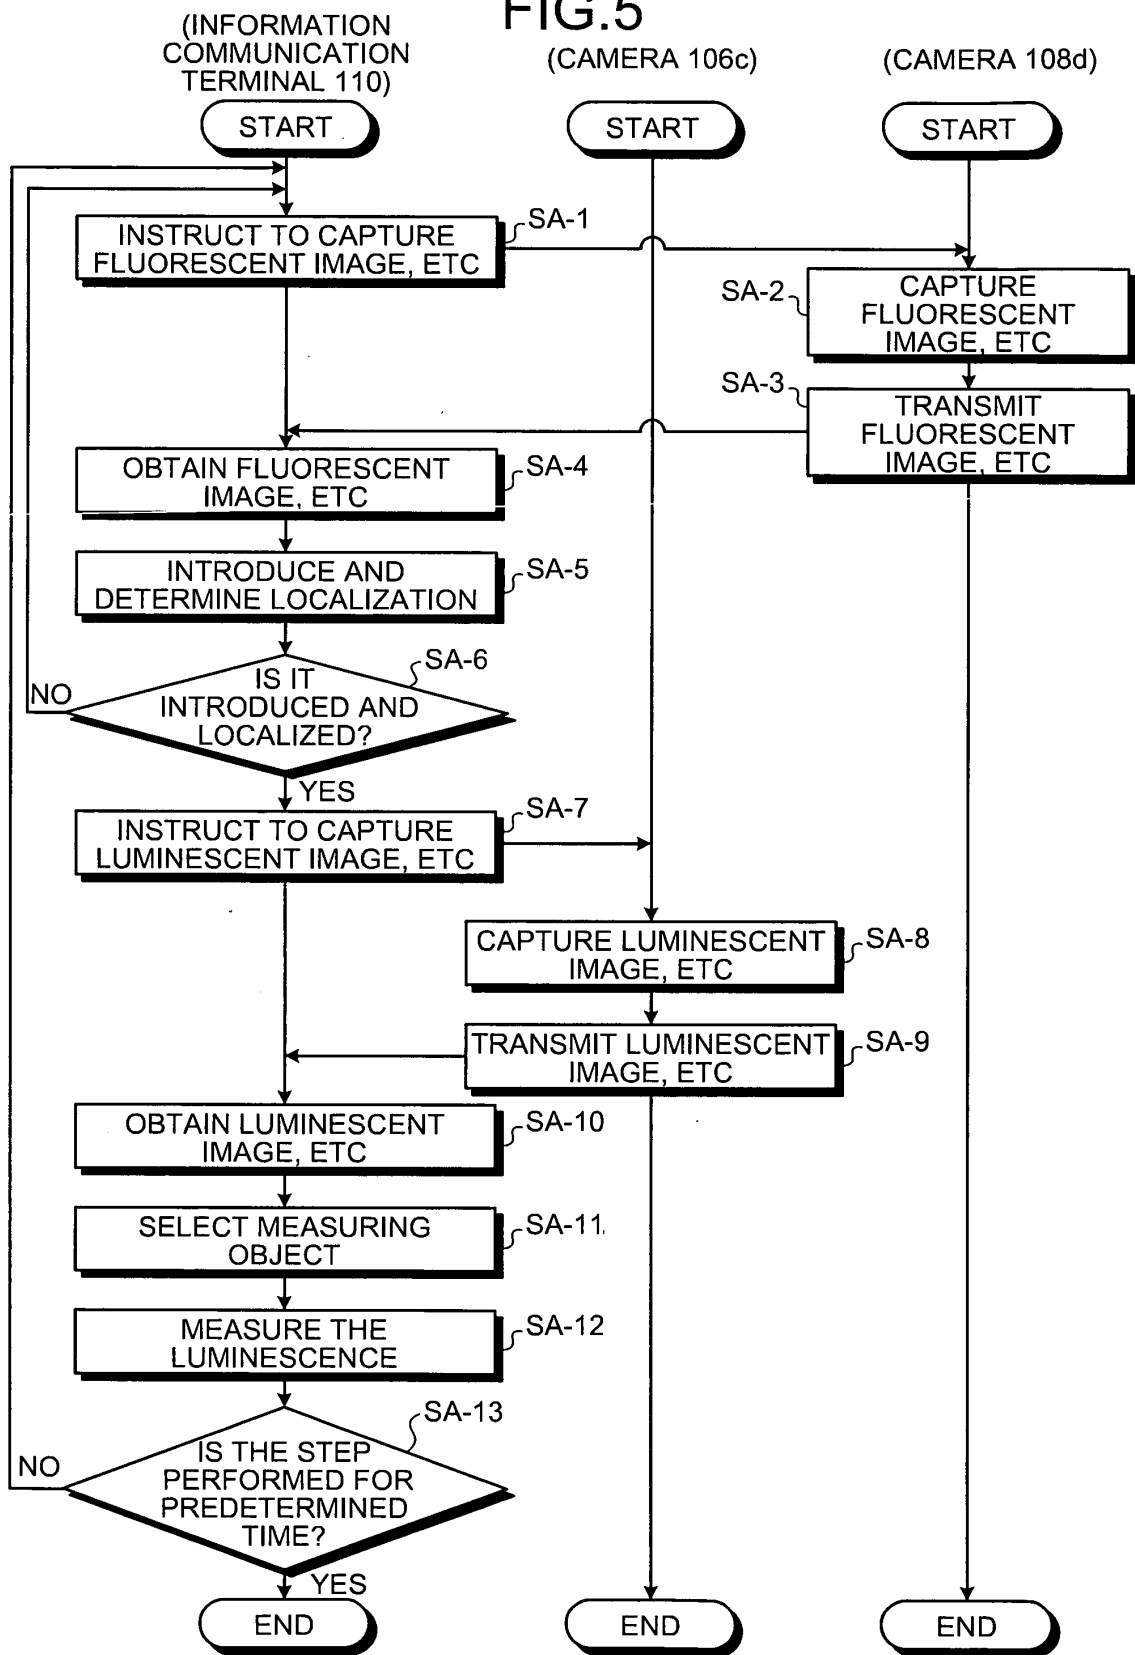 FIG.5
(INFORMATION
COMMUNICATION
TERMINAL 110)
(CAMERA 106c)
(CAMERA 108d)
START
START
START
INSTRUCT TO CAPTURE
FLUORESCENT IMAGE, ETC
SA-1
SA-2
CAPTURE
FLUORESCENT
IMAGE, ETC
SA-3
TRANSMIT
FLUORESCENT
IMAGE, ETC
OBTAIN FLUORESCENT
IMAGE, ETC
SA-4
INTRODUCE AND
DETERMINE LOCALIZATION
SA-5
SA-6
IS IT
INTRODUCED AND
LOCALIZED?
NO
YES
INSTRUCT TO CAPTURE
LUMINESCENT IMAGE, ETC
SA-7
CAPTURE LUMINESCENT
IMAGE, ETC
SA-8
TRANSMIT LUMINESCENT
IMAGE, ETC
SA-9
OBTAIN LUMINESCENT
IMAGE, ETC
SA-10
SELECT MEASURING
OBJECT
SA-11
MEASURE THE
LUMINESCENCE
SA-12
SA-13
IS THE STEP
PERFORMED FOR
PREDETERMINED
TIME?
NO
YES
END
END
END